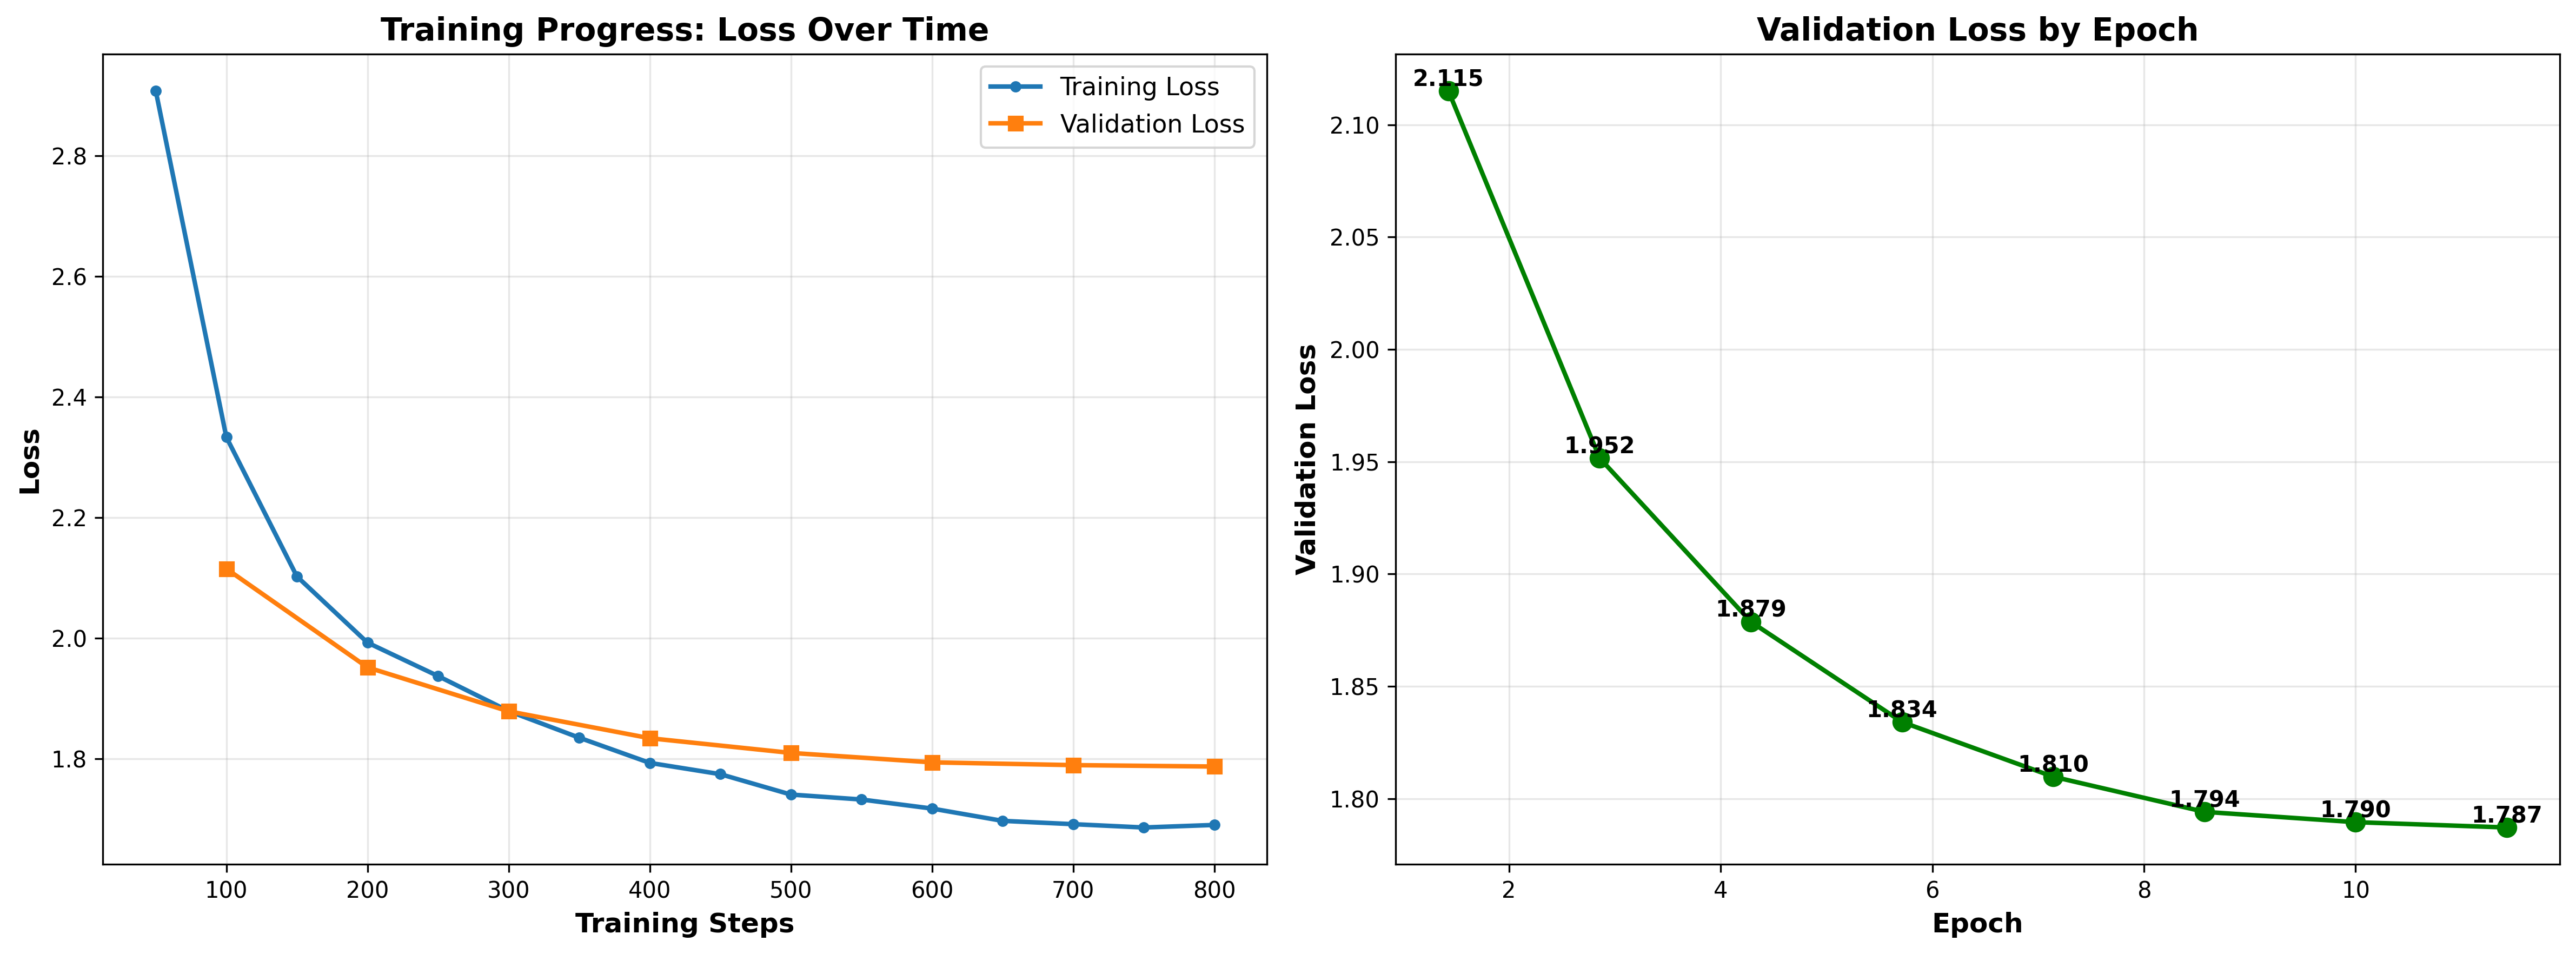 Training Progress: Loss Over Time
Training Loss
Validation Loss
2.8
2.6
2.4
2.2
2.0
1.8
Loss
100 200 300 400 500 600 700 800
Training Steps
Validation Loss by Epoch
2.115
1.952
1.879
1.834
1.810
1.794
1.790
1.787
2.10
2.05
2.00
1.95
1.90
1.85
1.80
Validation Loss
2 4 6 8 10
Epoch